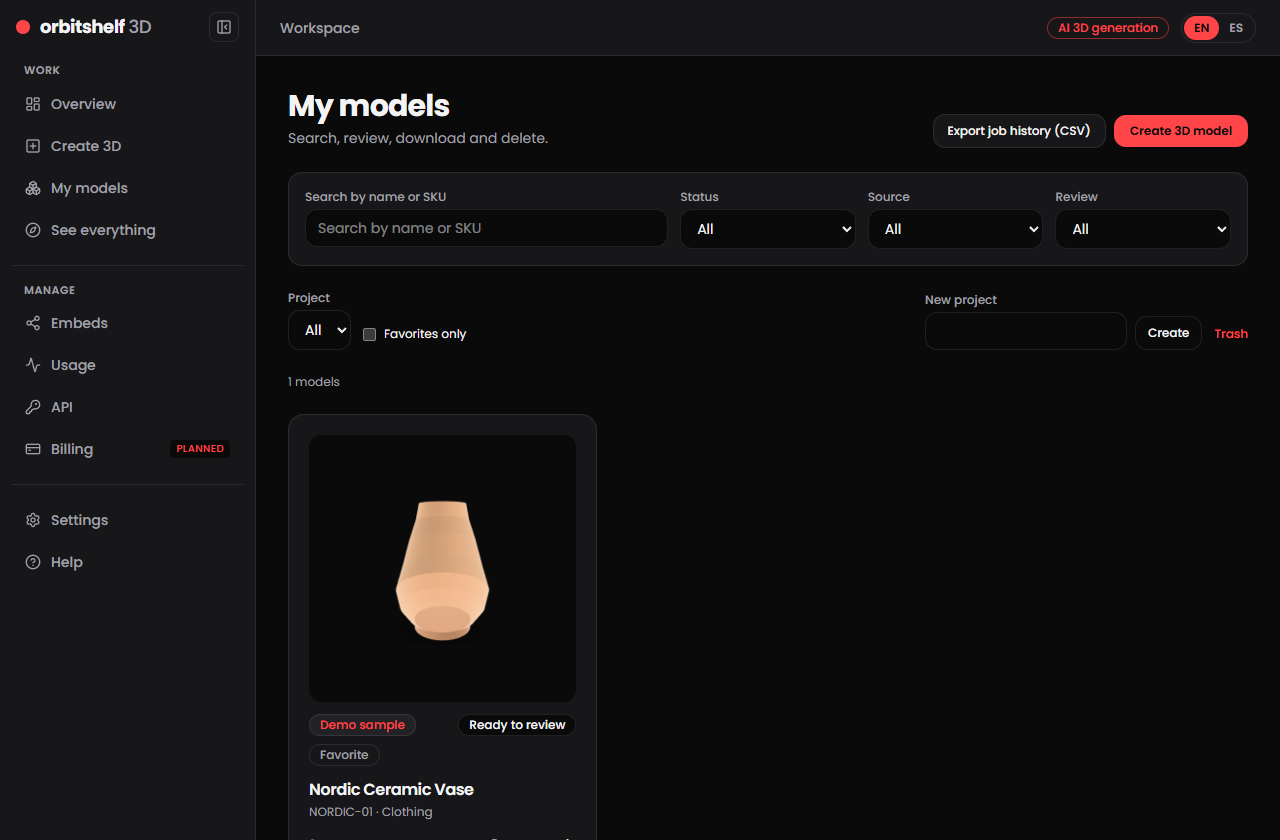 orbitshelf 3D
WORK
Overview
Create 3D
My models
See everything
MANAGE
Embeds
Usage
API
Billing
PLANNED
Settings
Help
Workspace
AI 3D generation
EN
ES
My models
Search, review, download and delete.
Export job history (CSV)
Create 3D model
Search by name or SKU
Status
Source
Review
Search by name or SKU
All
All
All
Project
New project
All
Favorites only
Create
Trash
1 models
Demo sample
Ready to review
Favorite
Nordic Ceramic Vase
NORDIC-01 · Clothing